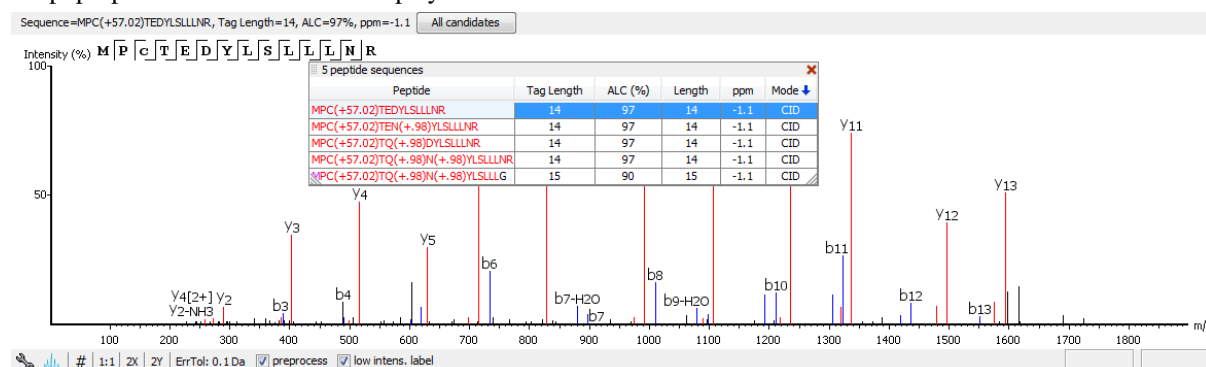 Sequence=MPC(+57.02)TEDYLSLLLNR, Tag Length=14, ALC=97%, ppm=-1.1 All candidates
Intensity (%) M P C T E D Y L S L L L N R
100
5 peptide sequences
Peptide Tag Length ALC (%) Length ppm Mode
MPC(+57.02)TEDYLSLLLNR 14 97 14 -1.1 CID
MPC(+57.02)TEN(+.98)YLSLLLNR 14 97 14 -1.1 CID
MPC(+57.02)TQ(+.98)DYLSLLLNR 14 97 14 -1.1 CID
MPC(+57.02)TQ(+.98)N(+.98)YLSLLLNR 14 97 14 -1.1 CID
MPC(+57.02)TQ(+.98)N(+.98)YLSLLLG 15 90 14 -1.1 CID
y11
50
y4
y13
y3
y12
y5
b11
b6
b8
b10
y4[2+] y2
b7-H2O
b9-H2O
b12
b3
b4
y2-NH3
b7
b13
100 200 300 400 500 600 700 800 900 1000 1100 1200 1300 1400 1500 1600 1700 1800 m/
# 1:1 2X 2Y ErrTol: 0.1 Da preprocess low intens. label